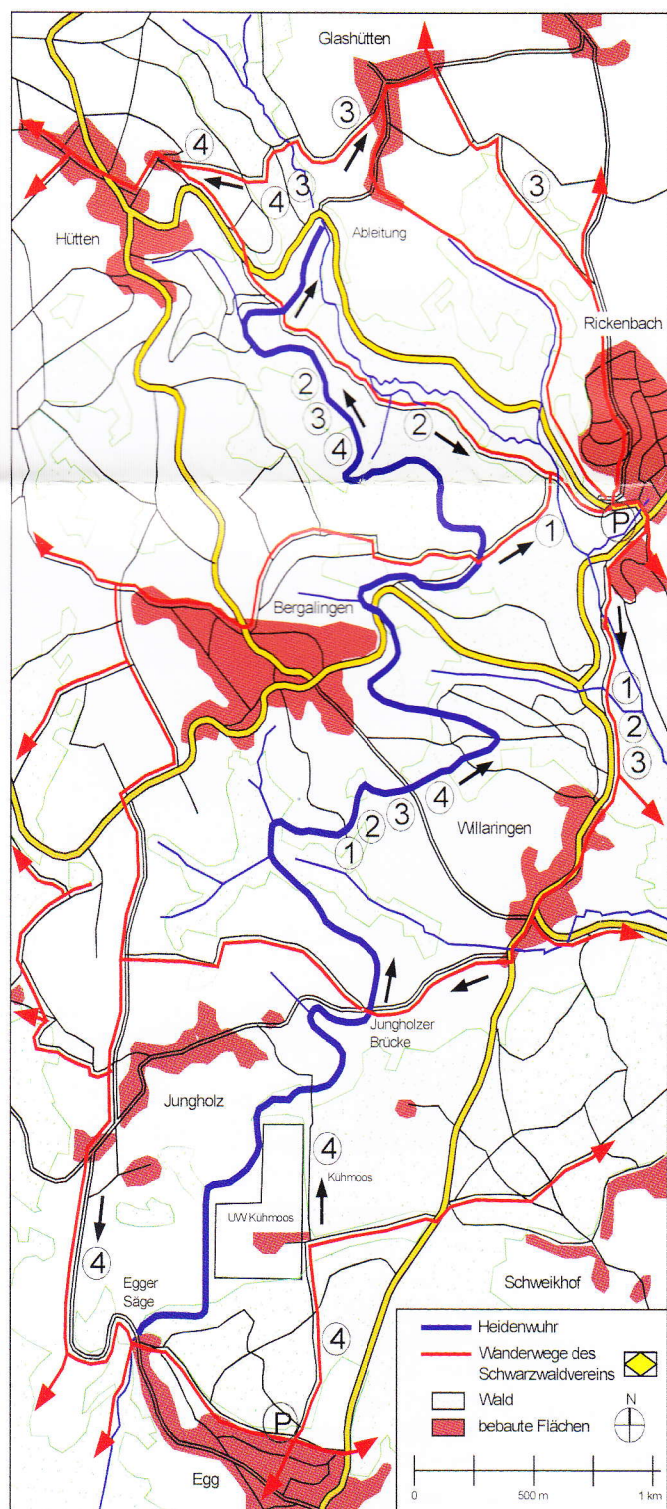 Glashütten
3
4
4
3
3
Ableitung
Hütten
Rickenbach
2
3
4
2
P
1
Bergalingen
1
2
3
4
3
2
1
Willaringen
Jungholzer
Brücke
Jungholz
4
Kühmoos
UW Kühmoos
4
Egger
Säge
Schweikhof
4
P
Egg
Heidenwuhr
Wanderwege des
Schwarzwaldvereins
Wald
bebaute Flächen
N
0 500 m 1 km